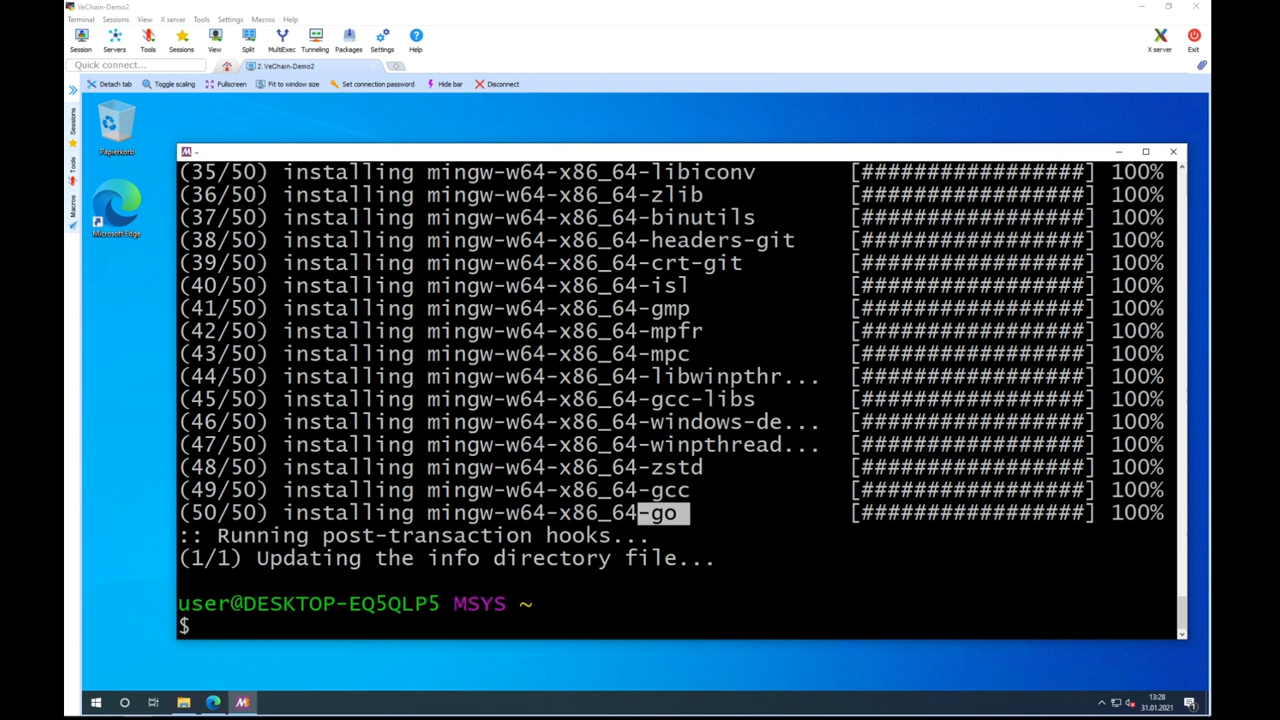 VeChain-Demo2
Terminal Sessions View X server Tools Settings Macros Help
Session Servers Tools Sessions View Split MultiExec Tunneling Packages Settings Help X server Exit
Quick connect...
2. VeChain-Demo2
Detach tab Toggle scaling Fullscreen Fit to window size Set connection password Hide bar Disconnect
Sessions
Tools
Macros
Papierkorb
Microsoft Edge
~
(35/50) installing mingw-w64-x86_64-libiconv [#################] 100%
(36/50) installing mingw-w64-x86_64-zlib [#################] 100%
(37/50) installing mingw-w64-x86_64-binutils [#################] 100%
(38/50) installing mingw-w64-x86_64-headers-git [#################] 100%
(39/50) installing mingw-w64-x86_64-crt-git [#################] 100%
(40/50) installing mingw-w64-x86_64-isl [#################] 100%
(41/50) installing mingw-w64-x86_64-gmp [#################] 100%
(42/50) installing mingw-w64-x86_64-mpfr [#################] 100%
(43/50) installing mingw-w64-x86_64-mpc [#################] 100%
(44/50) installing mingw-w64-x86_64-libwinpthr... [#################] 100%
(45/50) installing mingw-w64-x86_64-gcc-libs [#################] 100%
(46/50) installing mingw-w64-x86_64-windows-de... [#################] 100%
(47/50) installing mingw-w64-x86_64-winpthread... [#################] 100%
(48/50) installing mingw-w64-x86_64-zstd [#################] 100%
(49/50) installing mingw-w64-x86_64-gcc [#################] 100%
(50/50) installing mingw-w64-x86_64-go [#################] 100%
:: Running post-transaction hooks...
(1/1) Updating the info directory file...
user@DESKTOP-EQ5QLP5 MSYS ~
$
13:28
31.01.2021